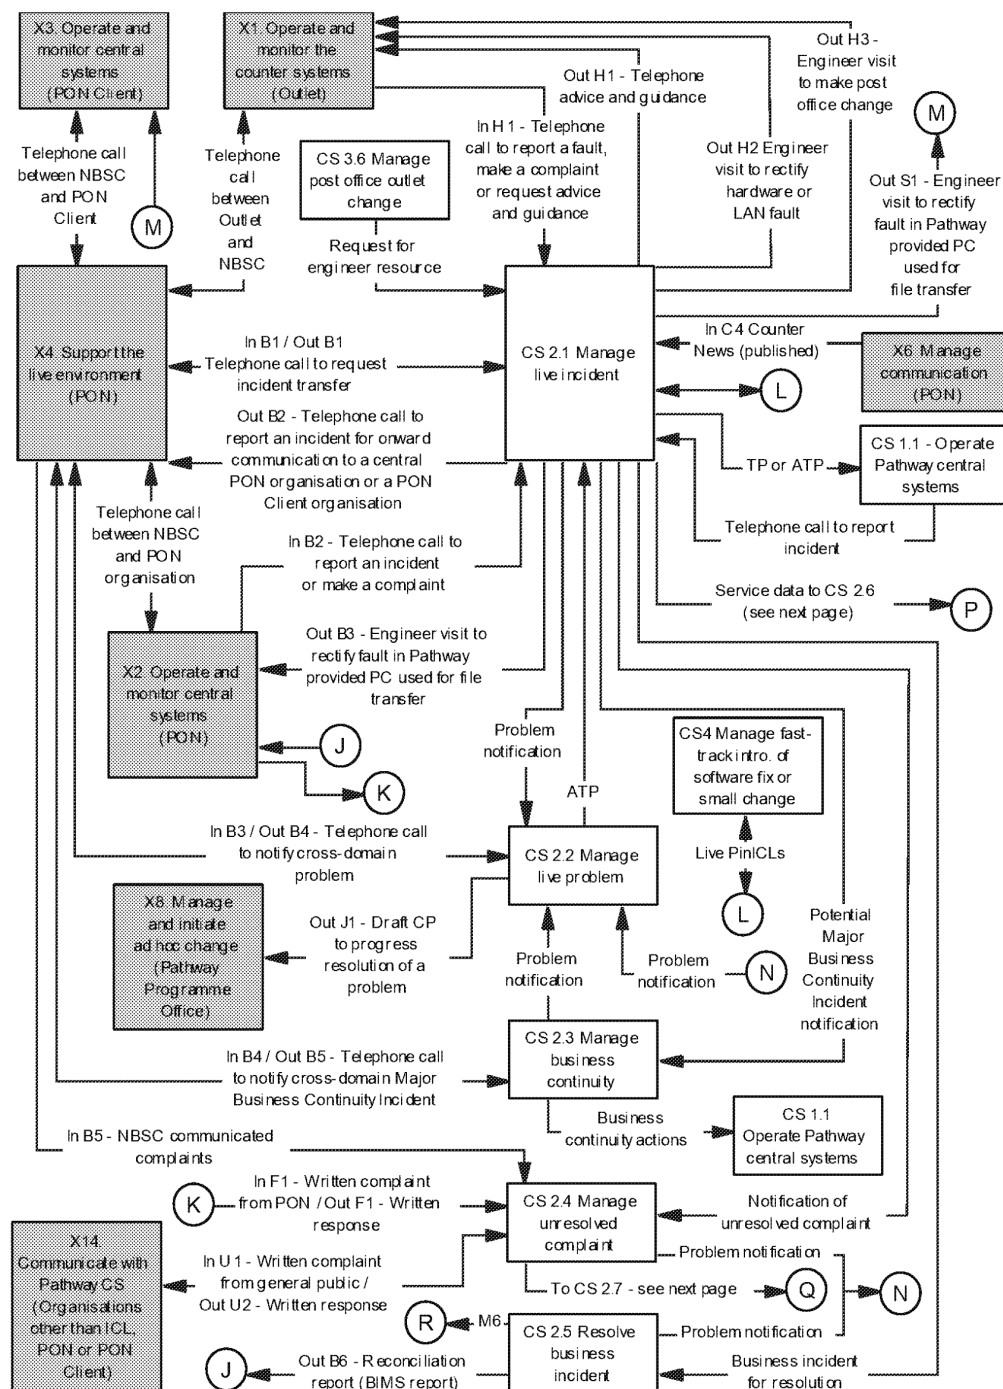 X3. Operate and
monitor central
systems
(PON Client)
X1. Operate and
monitor the
counter systems
(Outlet)
Out H3 -
Engineer visit
to make post
office change
Out H1 - Telephone
advice and guidance
M
In H1 - Telephone
call to report a fault,
make a complaint
or request advice
and guidance
Telephone call
between NBSC
and PON
Client
Telephone
call
between
Outlet
and
NBSC
CS 3.6 Manage
post office outlet
change
Out H2 Engineer
visit to rectify
hardware or
LAN fault
Out S1 - Engineer
visit to rectify
fault in Pathway
provided PC
used for
file transfer
M
Request for
engineer resource
X4. Support the
live environment
(PON)
In B1 / Out B1
Telephone call to request
incident transfer
CS 2.1 Manage
live incident
In C4 Counter
News (published)
X6. Manage
communication
(PON)
L
Out B2 - Telephone call to
report an incident for onward
communication to a central
PON organisation or a PON
Client organisation
TP or ATP
CS 1.1 - Operate
Pathway central
systems
Telephone call
between NBSC
and PON
organisation
Telephone call to report
incident
In B2 - Telephone call to
report an incident
or make a complaint
Service data to CS 2.6
(see next page)
P
Out B3 - Engineer visit to
rectify fault in Pathway
provided PC used for file
transfer
X2. Operate and
monitor central
systems
(PON)
J
K
Problem
notification
ATP
CS4 Manage fast-
track intro. of
software fix or
small change
In B3 / Out B4 - Telephone call
to notify cross-domain
problem
CS 2.2 Manage
live problem
Live PinICLs
L
X8. Manage
and initiate
ad hoc change
(Pathway
Programme
Office)
Out J1 - Draft CP
to progress
resolution of a
problem
Problem
notification
Problem
notification
N
Potential
Major
Business
Continuity
Incident
notification
In B4 / Out B5 - Telephone call
to notify cross-domain Major
Business Continuity Incident
CS 2.3 Manage
business
continuity
Business
continuity actions
CS 1.1
Operate Pathway
central systems
In B5 - NBSC communicated
complaints
K
In F1 - Written complaint
from PON / Out F1 - Written
response
CS 2.4 Manage
unresolved
complaint
Notification of
unresolved complaint
X14.
Communicate with
Pathway CS
(Organisations
other than ICL,
PON or PON
Client)
In U1 - Written complaint
from general public /
Out U2 - Written response
Problem notification
To CS 2.7 - see next page
Q
N
R
M6
CS 2.5 Resolve
business
incident
Problem notification
J
Out B6 - Reconciliation
report (BIMS report)
Business incident
for resolution